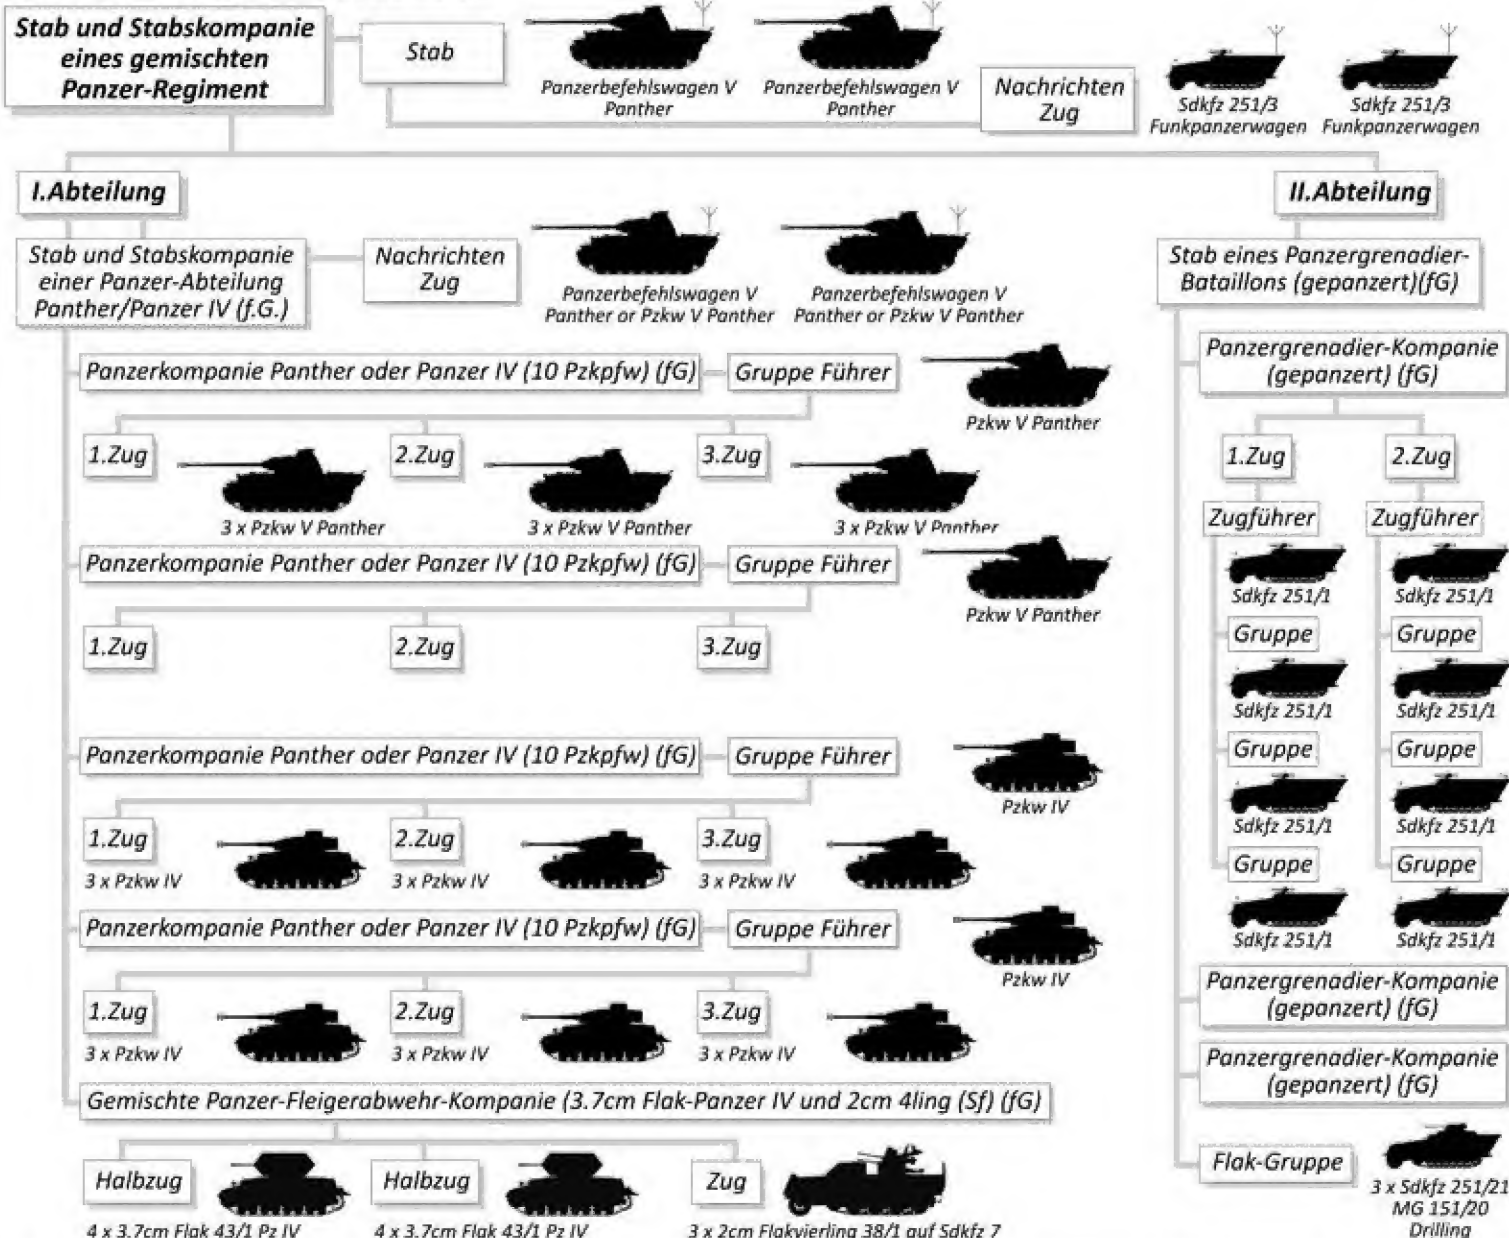 Stab und Stabskompanie
eines gemischten
Panzer-Regiment
Stab
Panzerbefehlswagen V
Panther
Panzerbefehlswagen V
Panther
Nachrichten
Zug
Sdkfz 251/3
Funkpanzerwagen
Sdkfz 251/3
Funkpanzerwagen
I.Abteilung
Stab und Stabskompanie
einer Panzer-Abteilung
Panther/Panzer IV (f.G.)
Nachrichten
Zug
Panzerbefehlswagen V
Panther or Pzkw V Panther
Panzerbefehlswagen V
Panther or Pzkw V Panther
Panzerkompanie Panther oder Panzer IV (10 Pzkpfw) (fG)
Gruppe Führer
Pzkw V Panther
1.Zug
2.Zug
3.Zug
3 x Pzkw V Panther
3 x Pzkw V Panther
3 x Pzkw V Panther
Panzerkompanie Panther oder Panzer IV (10 Pzkpfw) (fG)
Gruppe Führer
Pzkw V Panther
1.Zug
2.Zug
3.Zug
Panzerkompanie Panther oder Panzer IV (10 Pzkpfw) (fG)
Gruppe Führer
Pzkw IV
1.Zug
2.Zug
3.Zug
3 x Pzkw IV
3 x Pzkw IV
3 x Pzkw IV
Panzerkompanie Panther oder Panzer IV (10 Pzkpfw) (fG)
Gruppe Führer
Pzkw IV
1.Zug
2.Zug
3.Zug
3 x Pzkw IV
3 x Pzkw IV
3 x Pzkw IV
Gemischte Panzer-Fleigerabwehr-Kompanie (3.7cm Flak-Panzer IV und 2cm 4ling (Sf) (fG)
Halbzug
Halbzug
Zug
4 x 3.7cm Flak 43/1 Pz IV
4 x 3.7cm Flak 43/1 Pz IV
3 x 2cm Flakvierling 38/1 auf Sdkfz 7
II.Abteilung
Stab eines Panzergrenadier-
Bataillons (gepanzert)(fG)
Panzergrenadier-Kompanie
(gepanzert) (fG)
1.Zug
2.Zug
Zugführer
Zugführer
Sdkfz 251/1
Sdkfz 251/1
Gruppe
Gruppe
Sdkfz 251/1
Sdkfz 251/1
Gruppe
Gruppe
Sdkfz 251/1
Sdkfz 251/1
Gruppe
Gruppe
Sdkfz 251/1
Sdkfz 251/1
Panzergrenadier-Kompanie
(gepanzert) (fG)
Panzergrenadier-Kompanie
(gepanzert) (fG)
Flak-Gruppe
3 x Sdkfz 251/21
MG 151/20
Drilling